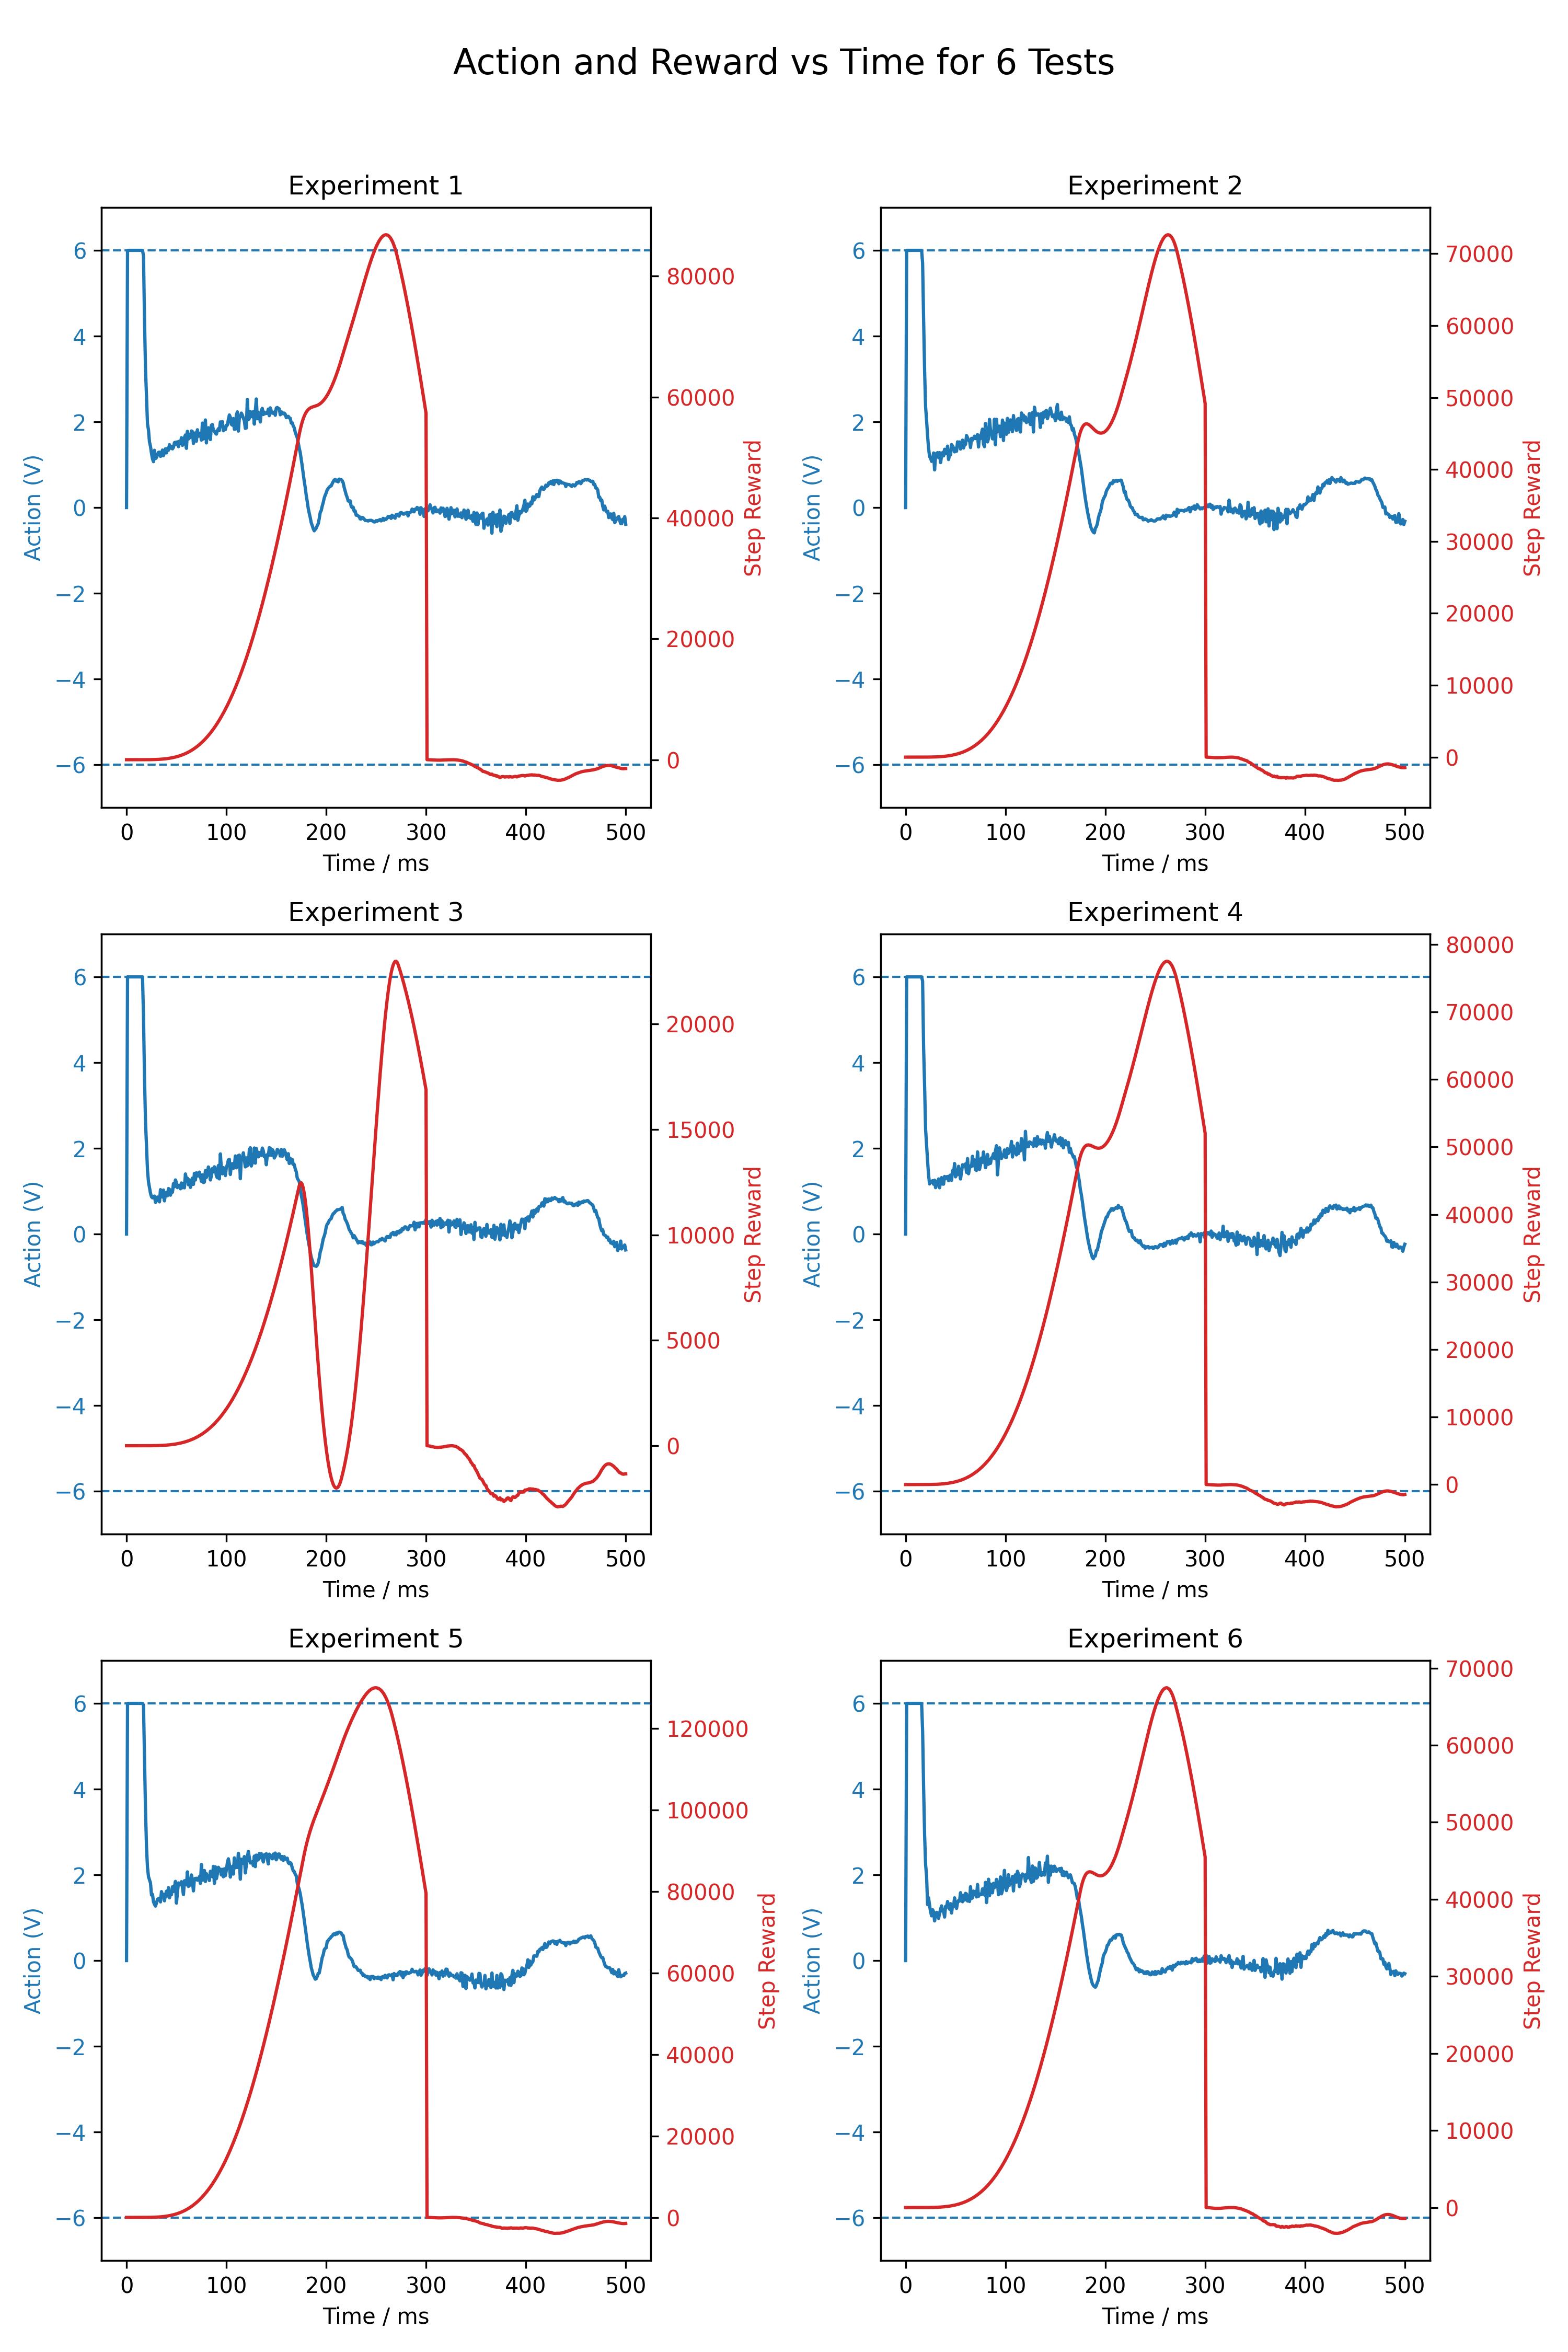 Action and Reward vs Time for 6 Tests
Experiment 1
6
4
2
0
−2
−4
−6
Action (V)
80000
60000
40000
20000
0
Step Reward
0 100 200 300 400 500
Time / ms
Experiment 2
6
4
2
0
−2
−4
−6
Action (V)
70000
60000
50000
40000
30000
20000
10000
0
Step Reward
0 100 200 300 400 500
Time / ms
Experiment 3
6
4
2
0
−2
−4
−6
Action (V)
20000
15000
10000
5000
0
Step Reward
0 100 200 300 400 500
Time / ms
Experiment 4
6
4
2
0
−2
−4
−6
Action (V)
80000
70000
60000
50000
40000
30000
20000
10000
0
Step Reward
0 100 200 300 400 500
Time / ms
Experiment 5
6
4
2
0
−2
−4
−6
Action (V)
120000
100000
80000
60000
40000
20000
0
Step Reward
0 100 200 300 400 500
Time / ms
Experiment 6
6
4
2
0
−2
−4
−6
Action (V)
70000
60000
50000
40000
30000
20000
10000
0
Step Reward
0 100 200 300 400 500
Time / ms